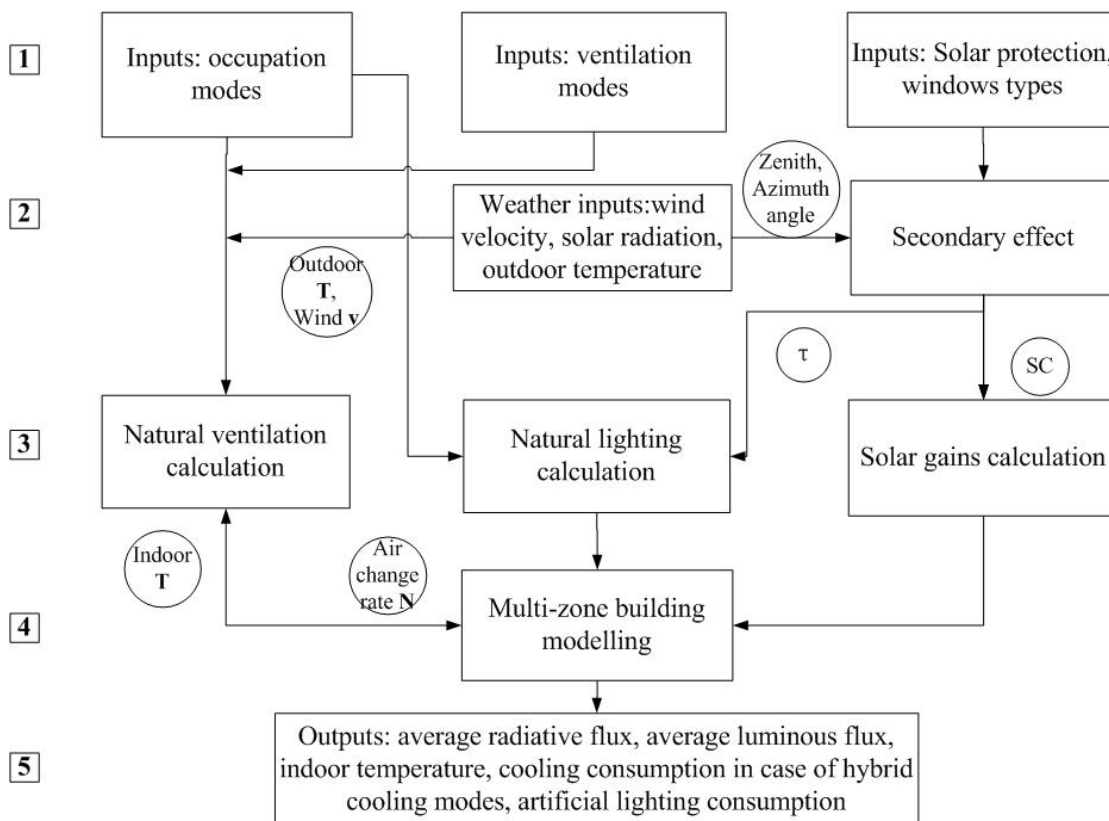 1
Inputs: occupation
modes
Inputs: ventilation
modes
Inputs: Solar protection,
windows types
2
Weather inputs:wind
velocity, solar radiation,
outdoor temperature
Zenith,
Azimuth
angle
Secondary effect
Outdoor
T,
Wind v
τ
SC
3
Natural ventilation
calculation
Natural lighting
calculation
Solar gains calculation
Indoor
T
Air
change
rate N
4
Multi-zone building
modelling
5
Outputs: average radiative flux, average luminous flux,
indoor temperature, cooling consumption in case of hybrid
cooling modes, artificial lighting consumption